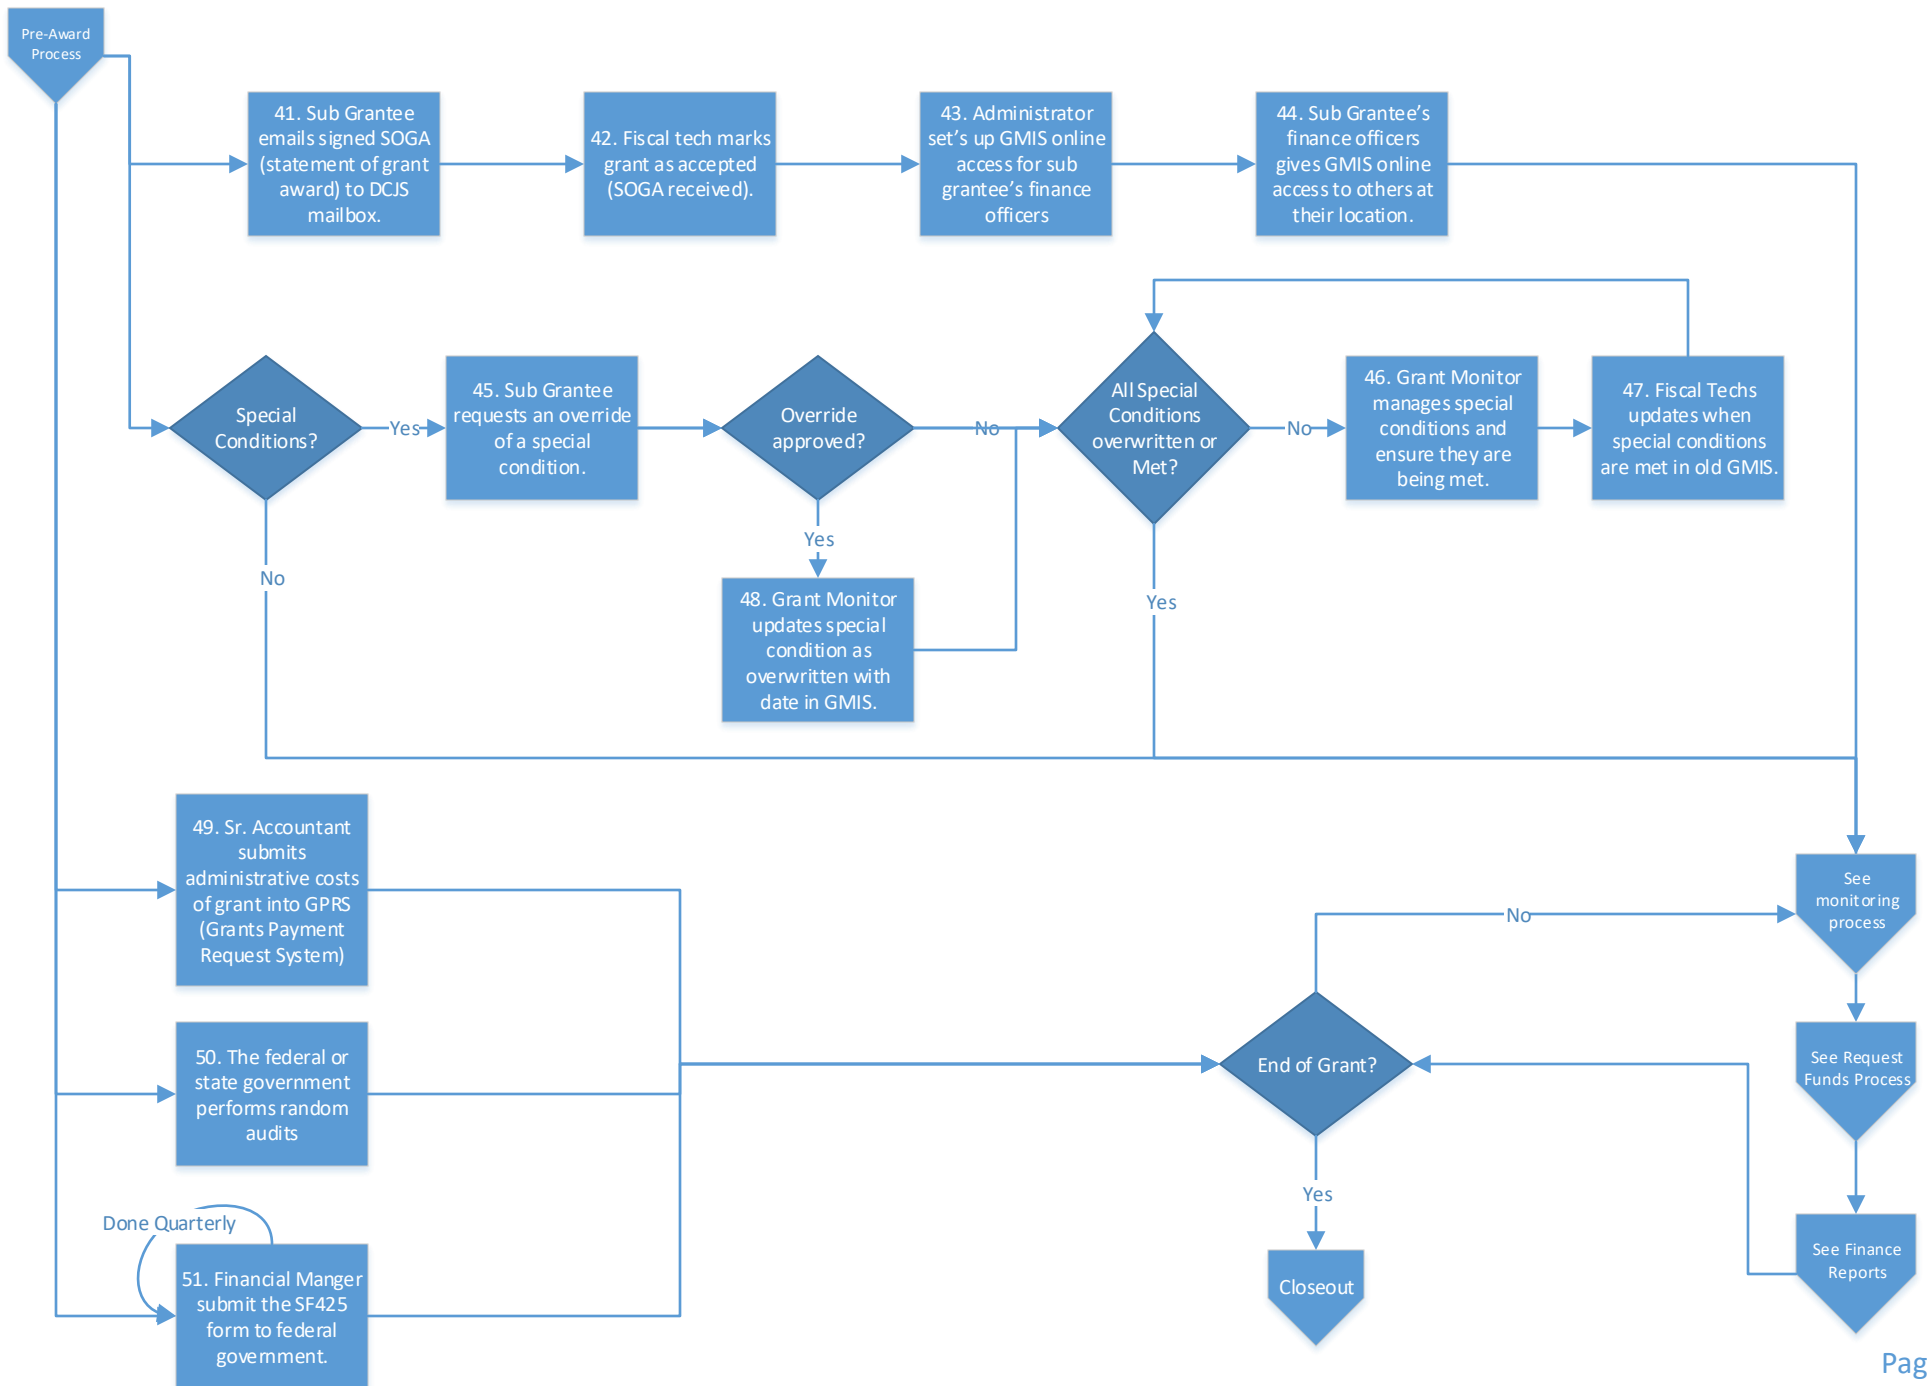 Pre-Award
Process
41. Sub Grantee
emails signed SOGA
(statement of grant
award) to DCJS
mailbox.
42. Fiscal tech marks
grant as accepted
(SOGA received).
43. Administrator
set's up GMIS online
access for sub
grantee's finance
officers
44. Sub Grantee's
finance officers
gives GMIS online
access to others at
their location.
Special
Conditions?
Yes
45. Sub Grantee
requests an override
of a special
condition.
Override
approved?
No
All Special
Conditions
overwritten or
Met?
No
46. Grant Monitor
manages special
conditions and
ensure they are
being met.
47. Fiscal Techs
updates when
special conditions
are met in old GMIS.
Yes
No
48. Grant Monitor
updates special
condition as
overwritten with
date in GMIS.
Yes
49. Sr. Accountant
submits
administrative costs
of grant into GPRS
(Grants Payment
Request System)
See
monitoring
process
No
50. The federal or
state government
performs random
audits
End of Grant?
See Request
Funds Process
Yes
Done Quarterly
51. Financial Manger
submit the SF425
form to federal
government.
Closeout
See Finance
Reports
Pag